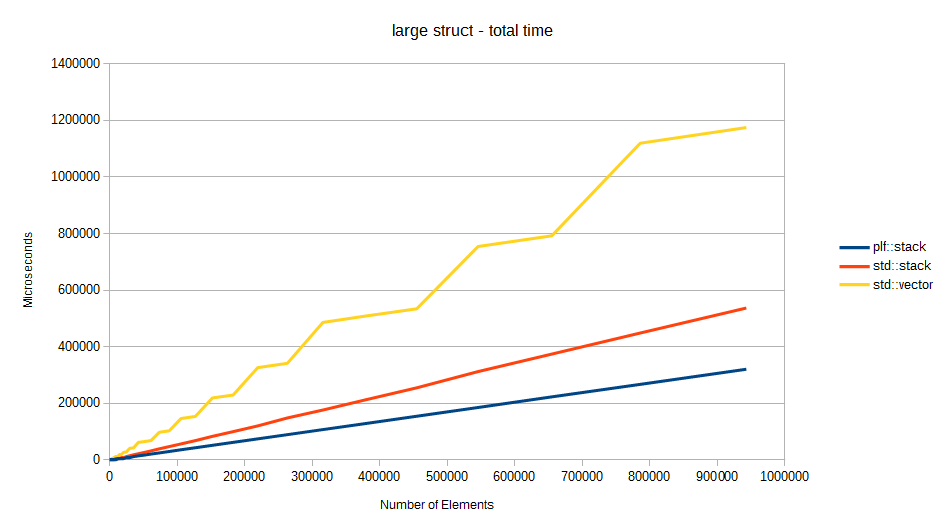 large struct - total time
1400000
1200000
1000000
800000
600000
400000
200000
0
Microseconds
0 100000 200000 300000 400000 500000 600000 700000 800000 900000 1000000
Number of Elements
plf::stack
std::stack
std::vector